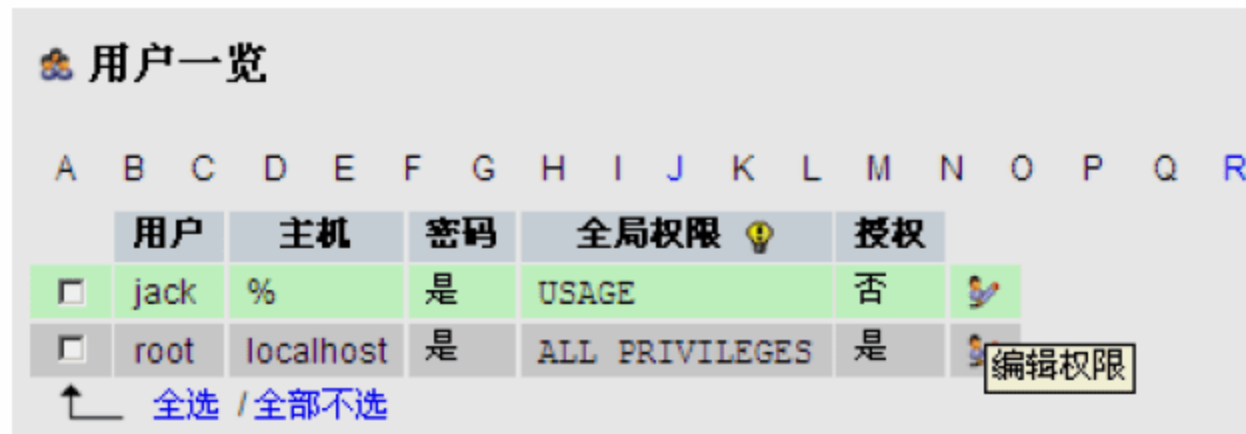 用户一览
A B C D E F G H I J K L M N O P Q R
用户 主机 密码 全局权限 授权
jack % 是 USAGE 否
root localhost 是 ALL PRIVILEGES 是
编辑权限
全选 / 全部不选